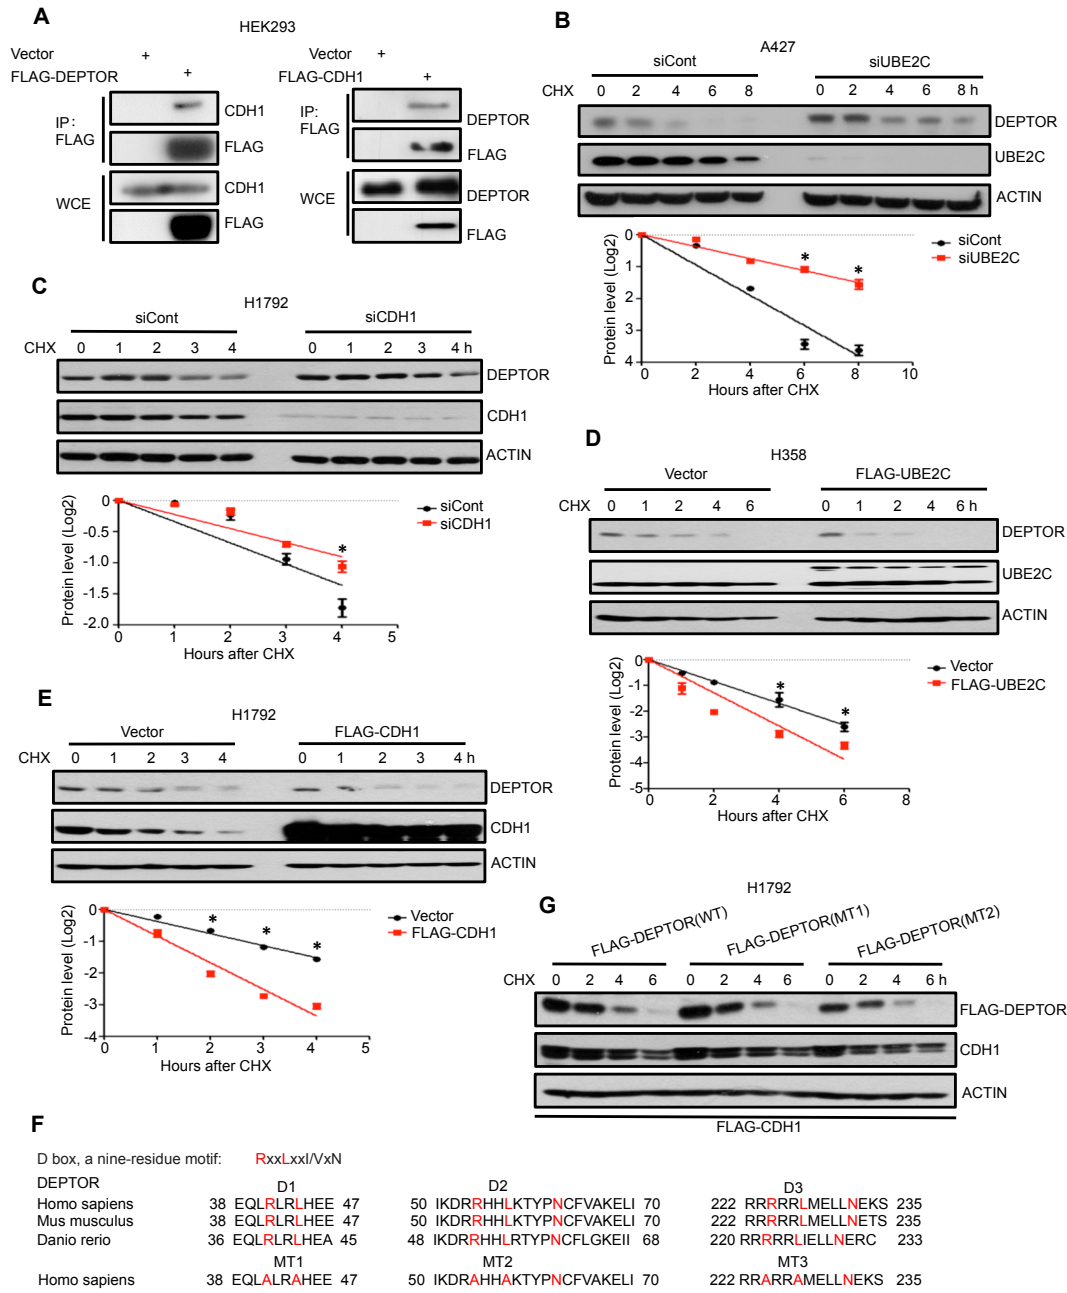 A
HEK293
Vector + 
FLAG-DEPTOR +
IP: FLAG
CDH1
FLAG
WCE
CDH1
FLAG
Vector +
FLAG-CDH1 +
IP: FLAG
DEPTOR
FLAG
WCE
DEPTOR
FLAG
B
A427
siCont siUBE2C
CHX 0 2 4 6 8 0 2 4 6 8 h
DEPTOR
UBE2C
ACTIN
Protein level (Log2)
0
1
2
3
4
* *
siCont
siUBE2C
0 2 4 6 8 10
Hours after CHX
C
H1792
siCont siCDH1
CHX 0 1 2 3 4 0 1 2 3 4 h
DEPTOR
CDH1
ACTIN
Protein level (Log2)
0
-0.5
-1.0
-1.5
-2.0
*
siCont
siCDH1
0 1 2 3 4 5
Hours after CHX
D
H358
Vector FLAG-UBE2C
CHX 0 1 2 4 6 0 1 2 4 6 h
DEPTOR
UBE2C
ACTIN
Protein level (Log2)
0
-1
-2
-3
-4
-5
* *
Vector
FLAG-UBE2C
0 2 4 6 8
Hours after CHX
E
H1792
Vector FLAG-CDH1
CHX 0 1 2 3 4 0 1 2 3 4 h
DEPTOR
CDH1
ACTIN
Protein level (Log2)
0
-1
-2
-3
-4
* * *
Vector
FLAG-CDH1
0 1 2 3 4 5
Hours after CHX
G
H1792
FLAG-DEPTOR(WT) FLAG-DEPTOR(MT1) FLAG-DEPTOR(MT2)
CHX 0 2 4 6 0 2 4 6 0 2 4 6 h
FLAG-DEPTOR
CDH1
ACTIN
FLAG-CDH1
F
D box, a nine-residue motif: RxxLxxI/VxN
DEPTOR D1 D2 D3
Homo sapiens 38 EQLRLRLHEE 47 50 IKDRRHHLKTYPNCFVAKELI 70 222 RRRRRLMELLNEKS 235
Mus musculus 38 EQLRLRLHEE 47 50 IKDRRHHLKTYPNCFVAKELI 70 222 RRRRRLMELLNETS 235
Danio rerio 36 EQLRLRLHEA 45 48 IKDRRHHLRTYPNCFLGKEII 68 220 RRRRRLIELLNERC 233
MT1 MT2 MT3
Homo sapiens 38 EQLALRAHEE 47 50 IKDRAHHAKTYPNCFVAKELI 70 222 RRARRAMELLNEKS 235